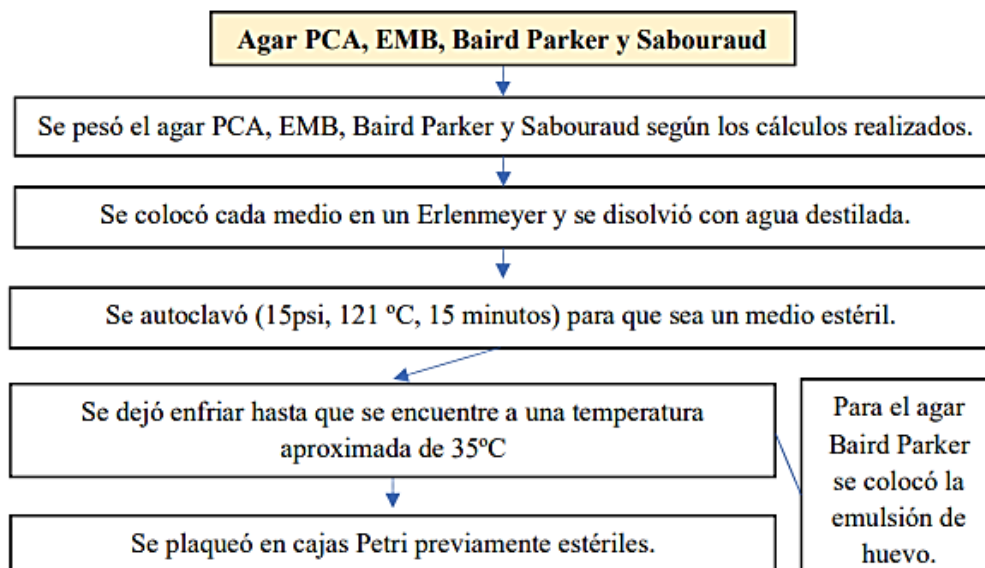 Agar PCA, EMB, Baird Parker y Sabouraud
Se pesó el agar PCA, EMB, Baird Parker y Sabouraud según los cálculos realizados.
Se colocó cada medio en un Erlenmeyer y se disolvió con agua destilada.
Se autoclavó (15psi, 121 ºC, 15 minutos) para que sea un medio estéril.
Se dejó enfriar hasta que se encuentre a una temperatura
aproximada de 35ºC
Para el agar
Baird Parker
se colocó la
emulsión de
huevo.
Se plaqueó en cajas Petri previamente estériles.